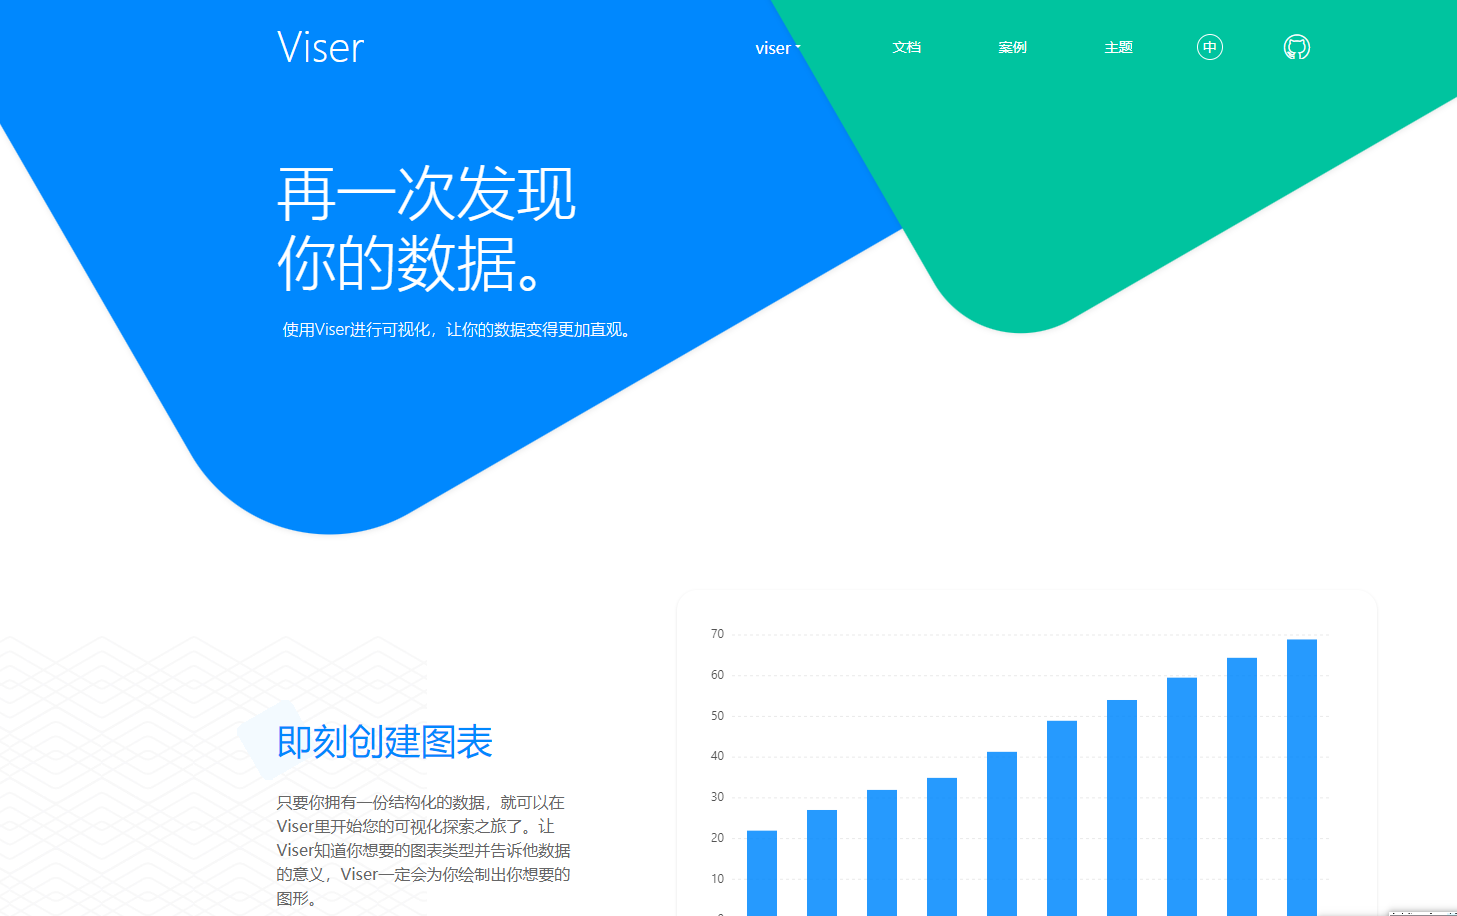 Viser
viser 文档 案例 主题 中
再一次发现
你的数据。
使用Viser进行可视化，让你的数据变得更加直观。
即刻创建图表
只要你拥有一份结构化的数据，就可以在
Viser里开始您的可视化探索之旅了。让
Viser知道你想要的图表类型并告诉他数据
的意义，Viser一定会为你绘制出你想要的
图形。
70
60
50
40
30
20
10